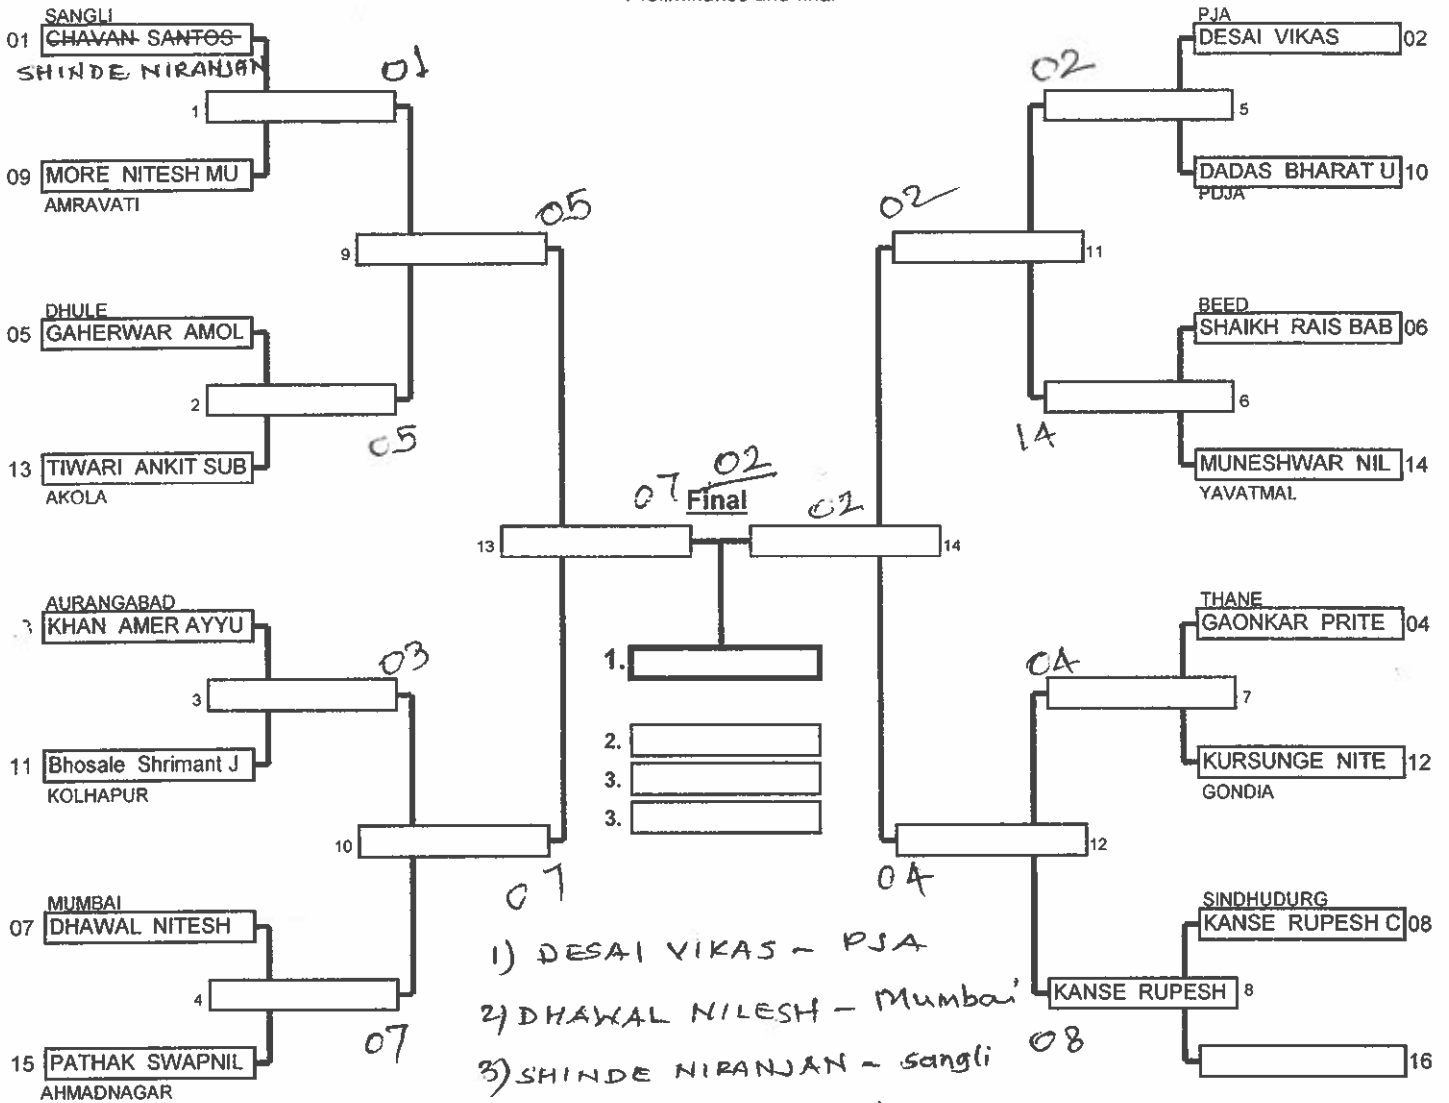 SANGLI
01 CHAVAN SANTOS
SHINDE NIRANJAN
01
1
09 MORE NITESH MU
AMRAVATI
05
9
DHULE
05 GAHERWAR AMOL
2
05
13 TIWARI ANKIT SUB
AKOLA
07 02
Final
02
13
14
AURANGABAD
KHAN AMER AYYU
03
3
11 Bhosale Shrimant J
KOLHAPUR
10
07
MUMBAI
07 DHAWAL NITESH
4
07
15 PATHAK SWAPNIL
AHMADNAGAR
1.
2.
3.
3.
PJA
DESAI VIKAS 02
02
5
DADAS BHARAT U 10
PDJA
02
11
BEED
SHAIKH RAIS BAB 06
6
14
MUNESHWAR NIL 14
YAVATMAL
THANE
GAONKAR PRITE 04
04
7
KURSUNGE NITE 12
GONDIA
12
04
SINDHUDURG
KANSE RUPESH C 08
KANSE RUPESH 8
08
16
1) DESAI VIKAS - PJA
2) DHAWAL NILESH - Mumbai
3) SHINDE NIRANJAN - Sangli